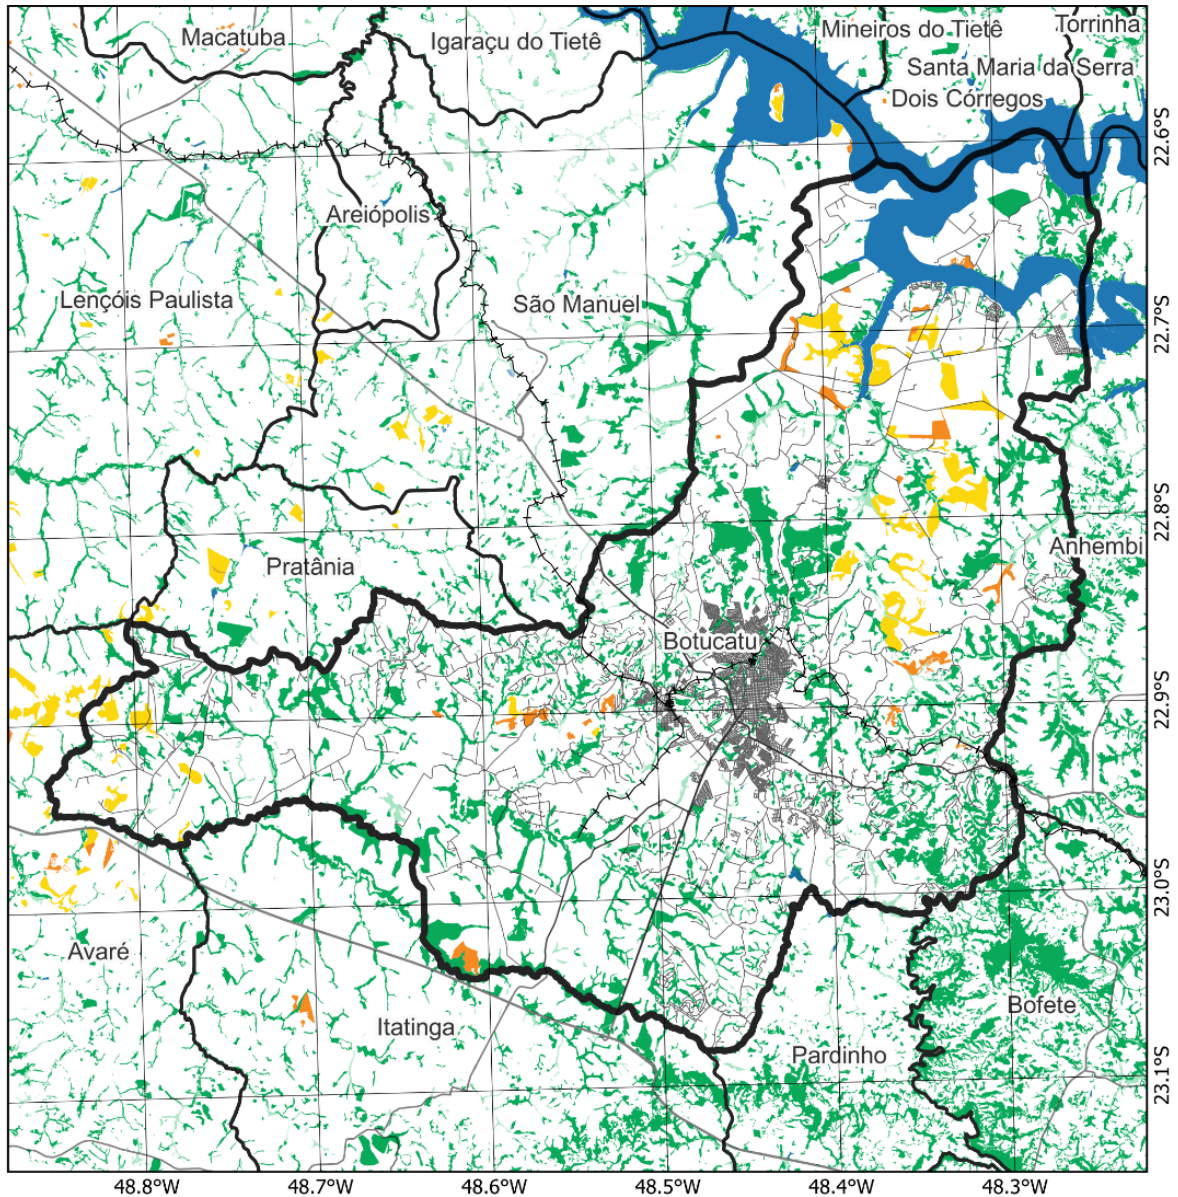 Macatuba
Igaraçu do Tietê
Mineiros do Tietê
Torrinha
Santa Maria da Serra
Dois Córregos
22.6°S
Areiópolis
Lençóis Paulista
São Manuel
22.7°S
22.8°S
Anhembi
Pratânia
Botucatu
22.9°S
23.0°S
Avaré
Bofete
Itatinga
Pardinho
23.1°S
48.8°W
48.7°W
48.6°W
48.5°W
48.4°W
48.3°W